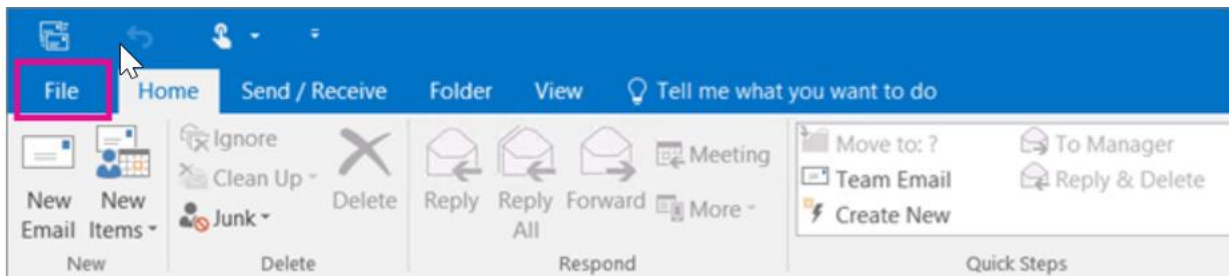 File Home Send / Receive Folder View Tell me what you want to do
Ignore
Clean Up
Junk
Delete
New
Email
New
Items
Reply
Reply
All
Forward
Meeting
More
Move to: ?
Team Email
Create New
To Manager
Reply & Delete
New Delete Respond Quick Steps